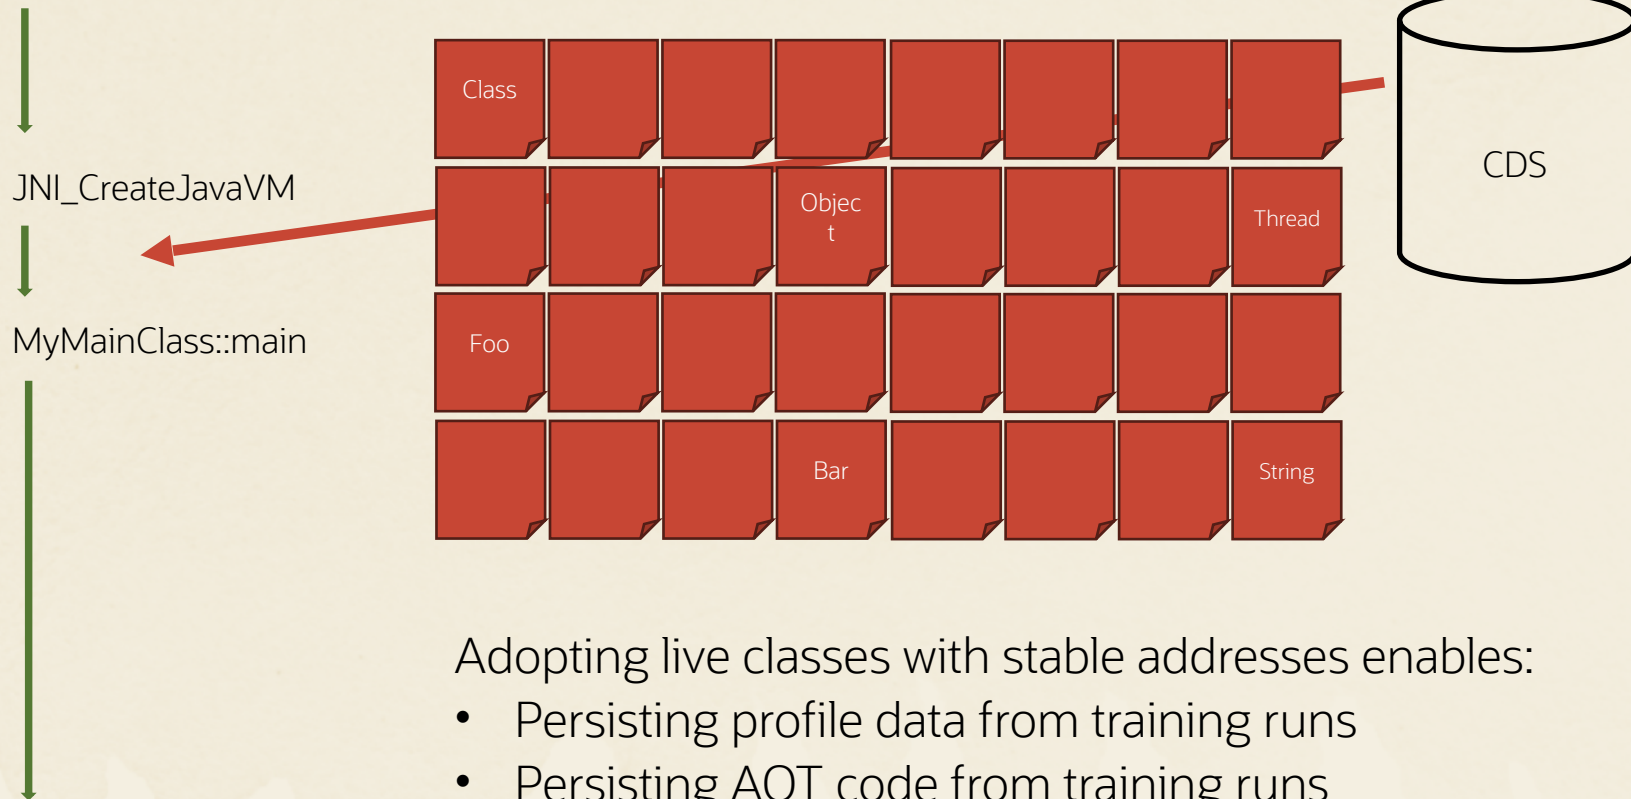 Class
CDS
JNI_CreateJavaVM
Objec
t
Thread
MyMainClass::main
Foo
Bar
String
Adopting live classes with stable addresses enables:
• Persisting profile data from training runs
• Persisting AOT code from training runs